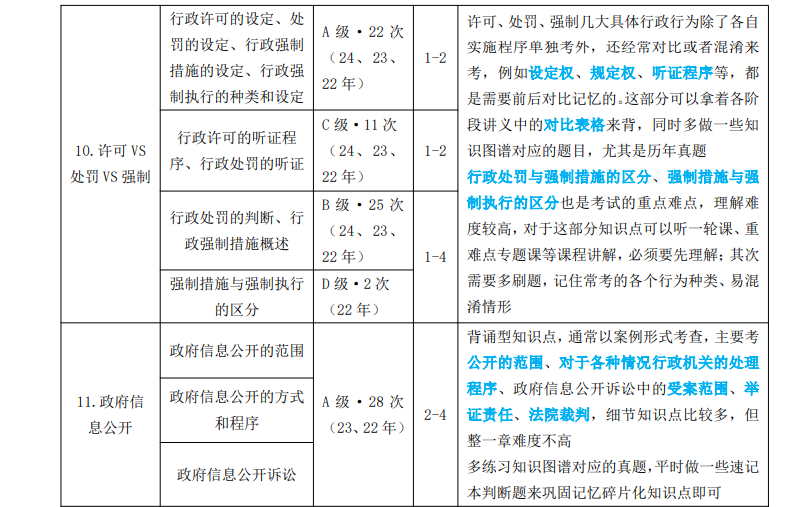 10.许可 VS
处罚 VS 强制
行政许可的设定、处
罚的设定、行政强制
措施的设定、行政强
制执行的种类和设定
A 级·22 次
（24、23、
22 年）
1-2
行政许可的听证程
序、行政处罚的听证
C 级·11 次
（24、23、
22 年）
1-2
行政处罚的判断、行
政强制措施概述
B 级·25 次
（24、23、
22 年）
1-4
强制措施与强制执行
的区分
D 级·2 次
（22 年）
许可、处罚、强制几大具体行政行为除了各自
实施程序单独考外，还经常对比或者混淆来
考，例如设定权、规定权、听证程序等，都
是需要前后对比记忆的。这部分可以拿着各阶
段讲义中的对比表格来背，同时多做一些知
识图谱对应的题目，尤其是历年真题
行政处罚与强制措施的区分、强制措施与强
制执行的区分也是考试的重点难点，理解难
度较高，对于这部分知识点可以听一轮课、重
难点专题课等课程讲解，必须要先理解；其次
需要多刷题，记住常考的各个行为种类、易混
淆情形
11.政府信
息公开
政府信息公开的范围
政府信息公开的方式
和程序
政府信息公开诉讼
A 级·28 次
（23、22 年）
2-4
背诵型知识点，通常以案例形式考查，主要考
公开的范围、对于各种情况行政机关的处理
程序、政府信息公开诉讼中的受案范围、举
证责任、法院裁判，细节知识点比较多，但
整一章难度不高
多练习知识图谱对应的真题，平时做一些速记
本判断题来巩固记忆碎片化知识点即可